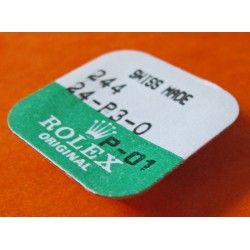 244 SWISS MADE
24-P3-0
P-01
ROLEX
ORIGINAL